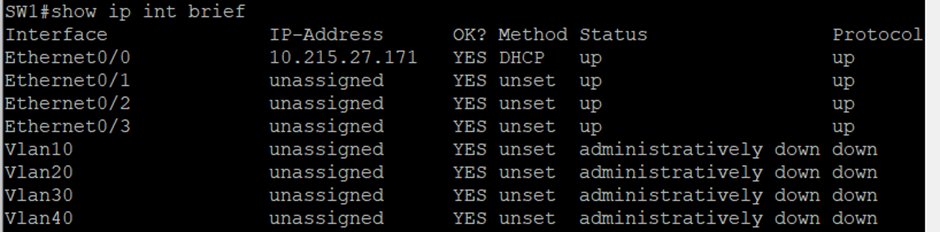 SW1#show ip int brief
Interface IP-Address OK? Method Status Protocol
Ethernet0/0 10.215.27.171 YES DHCP up up
Ethernet0/1 unassigned YES unset up up
Ethernet0/2 unassigned YES unset up up
Ethernet0/3 unassigned YES unset up up
Vlan10 unassigned YES unset administratively down down
Vlan20 unassigned YES unset administratively down down
Vlan30 unassigned YES unset administratively down down
Vlan40 unassigned YES unset administratively down down